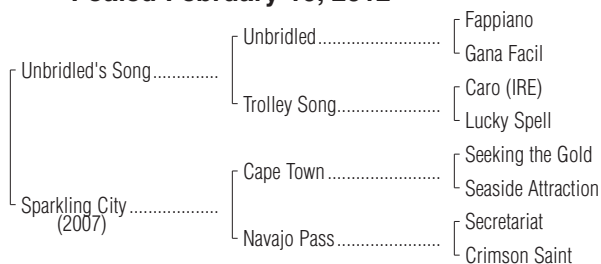 Foaled February 2012
Fappiano
Unbridled........................
Gana Facil
Unbridled's Song.............
Caro (IRE)
Trolley Song....................
Lucky Spell
Seeking the Gold
Cape Town ......................
Seaside Attraction
Sparkling City .................
(2007)
Secretariat
Navajo Pass....................
Crimson Saint